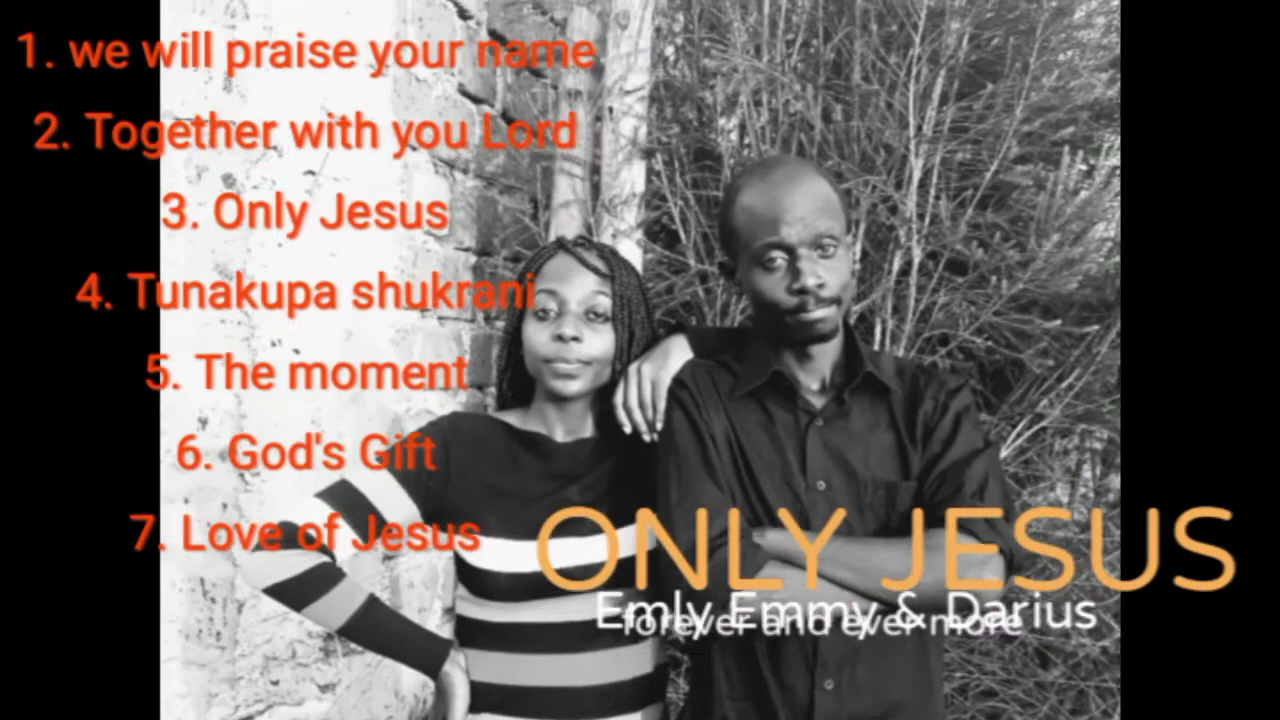 1. we will praise your name
2. Together with you Lord
3. Only Jesus
4. Tunakupa shukrani
5. The moment
6. God's Gift
7. Love of Jesus
ONLY JESUS
Emly Emmy & Darius
forever and ever more